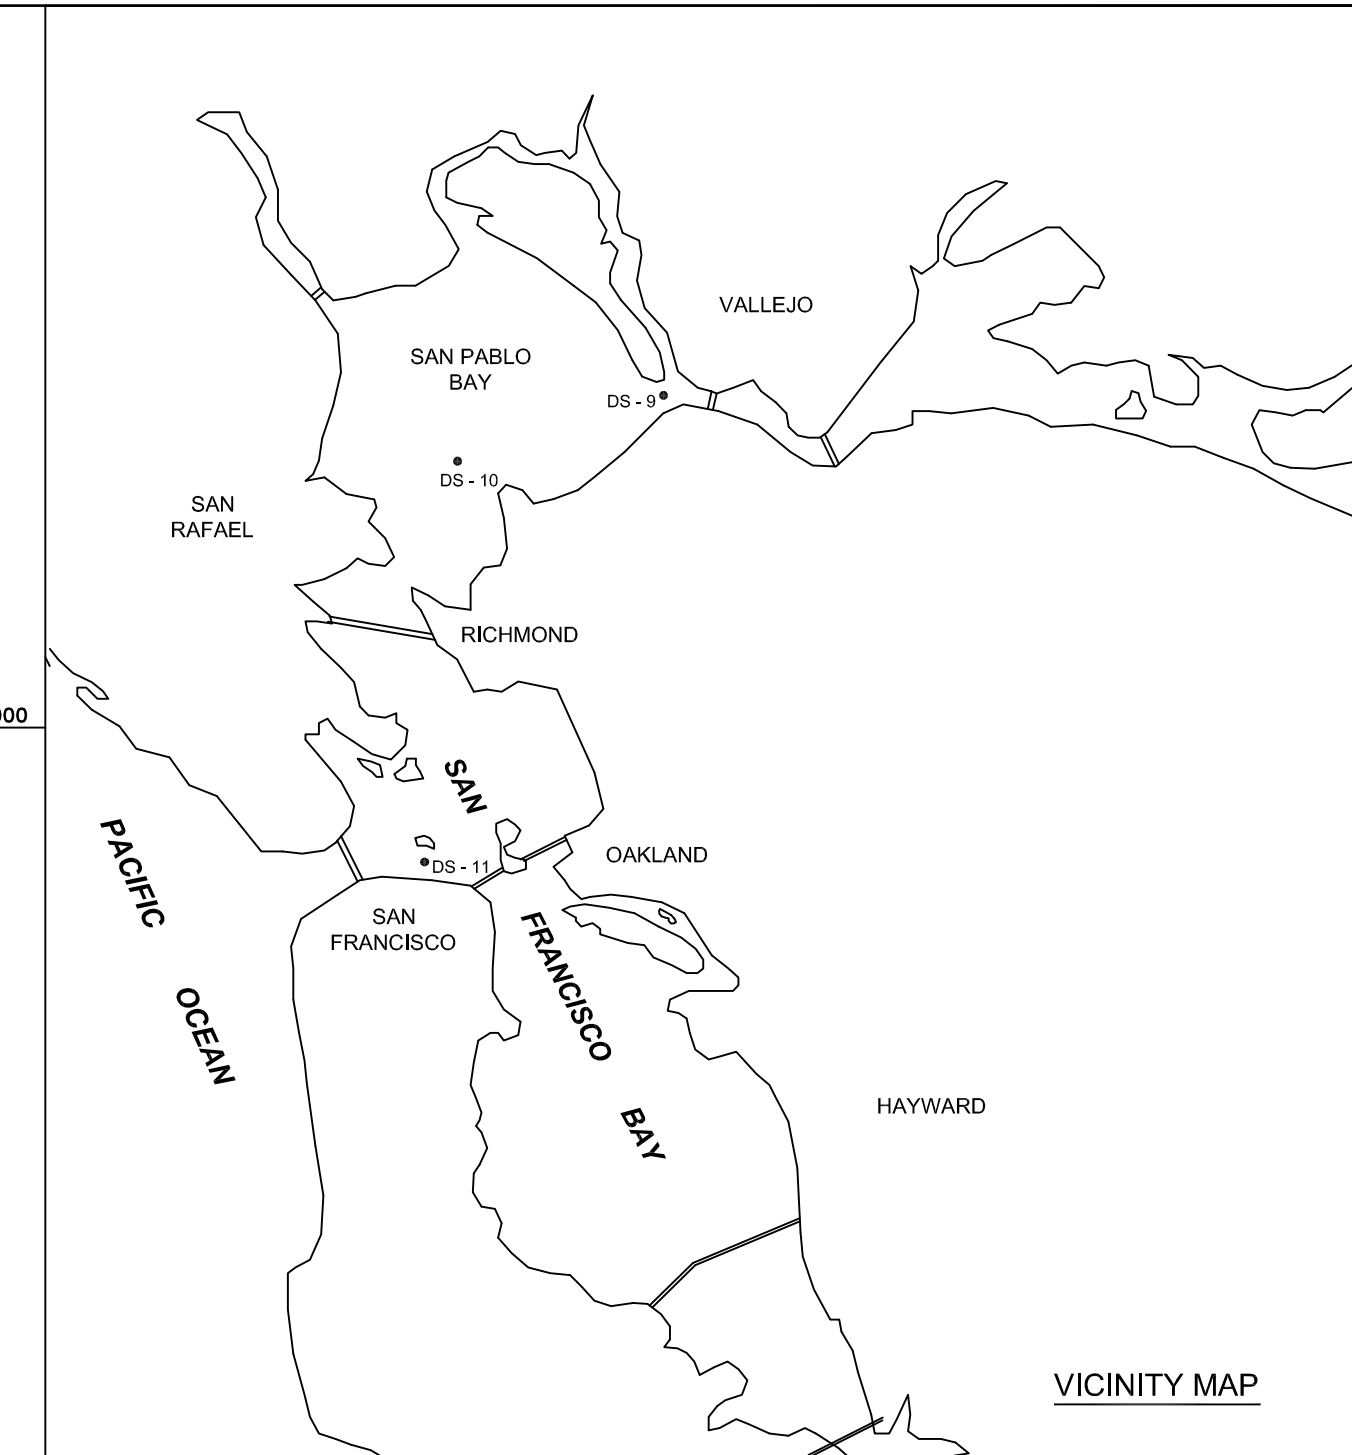 VALLEJO
SAN PABLO
BAY
DS - 9
DS - 10
SAN
RAFAEL
RICHMOND
000
SAN
FRANCISCO
BAY
PACIFIC
OCEAN
OAKLAND
DS - 11
SAN
FRANCISCO
HAYWARD
VICINITY MAP